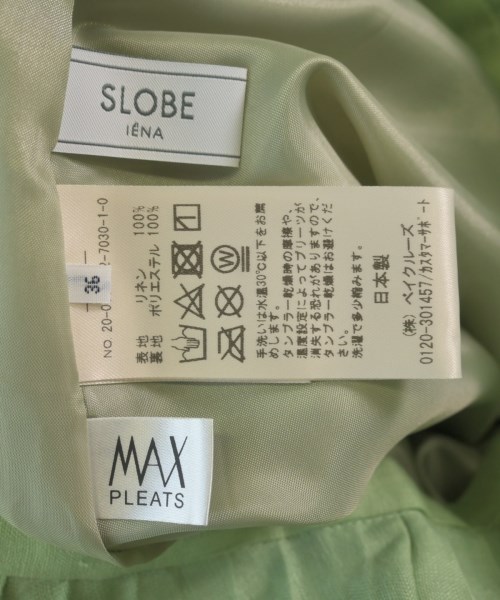 SLOBE
IÉNA
NO 20-0
1-7030-1-0
36
表地 リネン 100%
裏地 ポリエステル 100%
W
手洗いは水温30℃以下をお薦
めします。
タンブラー乾燥時の摩擦や、
温度設定によってプリーツが
消失する恐れがありますので、
タンブラー乾燥はお避けくだ
さい。
洗濯で多少縮みます。
日本製
(株) ベイクルーズ
0120-301457/カスタマーサポート
MAX
PLEATS